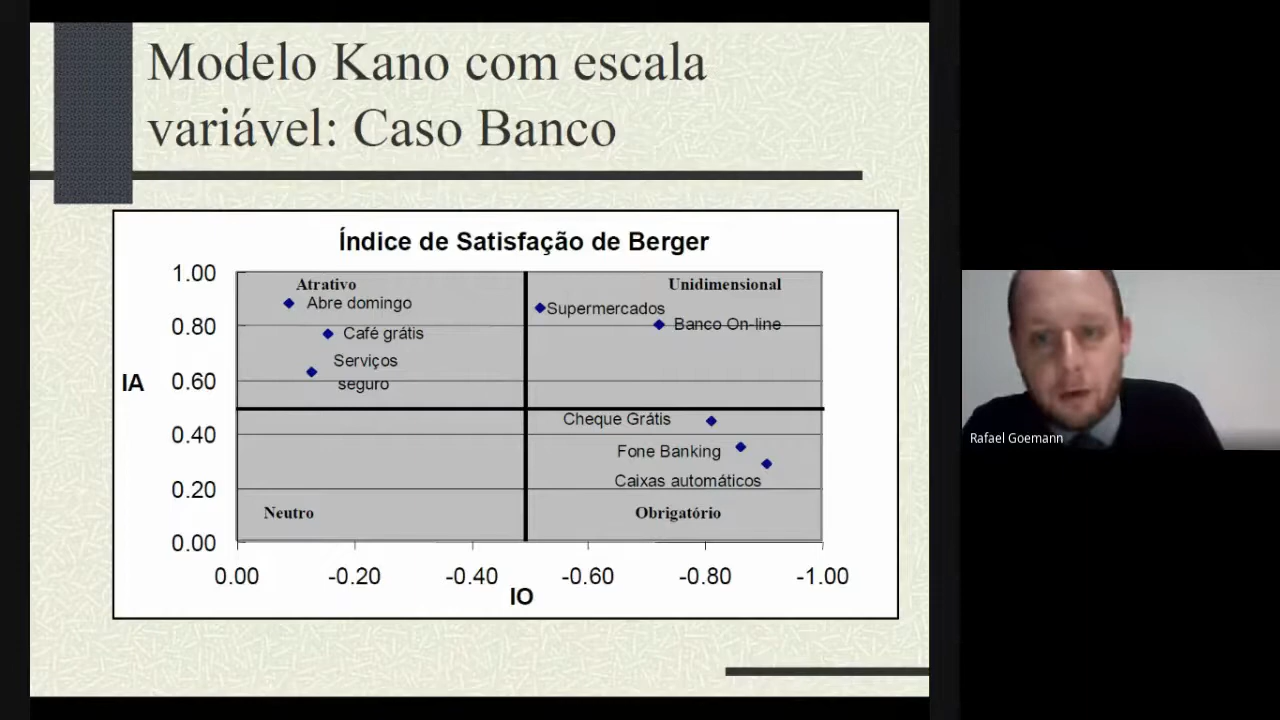 Modelo Kano com escala
variável: Caso Banco
Índice de Satisfação de Berger
1.00
0.80
0.60
0.40
0.20
0.00
IA
Atrativo
Unidimensional
Abre domingo
Supermercados
Café grátis
Banco On-line
Serviços
seguro
Cheque Grátis
Fone Banking
Caixas automáticos
Neutro
Obrigatório
0.00 -0.20 -0.40 -0.60 -0.80 -1.00
IO
Rafael Goemann